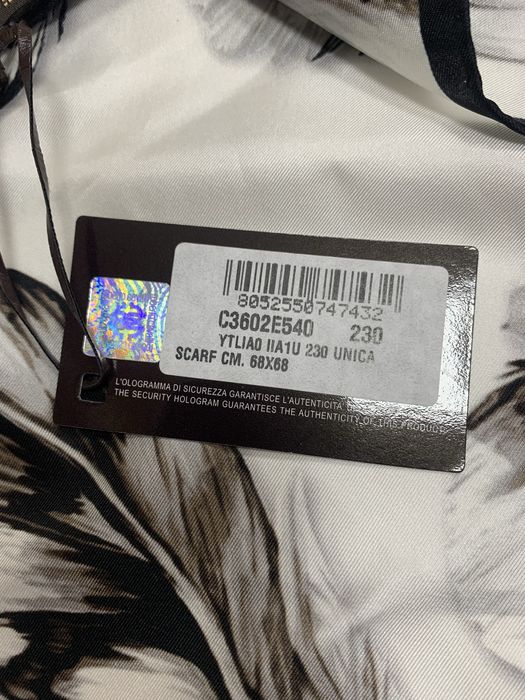 8052550747432
C3602E540 230
YTLIA0 IIA1U 230 UNICA
SCARF CM. 68X68
L'OLOGRAMMA DI SICUREZZA GARANTISCE L'AUTENTICITA
THE SECURITY HOLOGRAM GUARANTEES THE AUTHENTICITY OF THIS PRODUCT